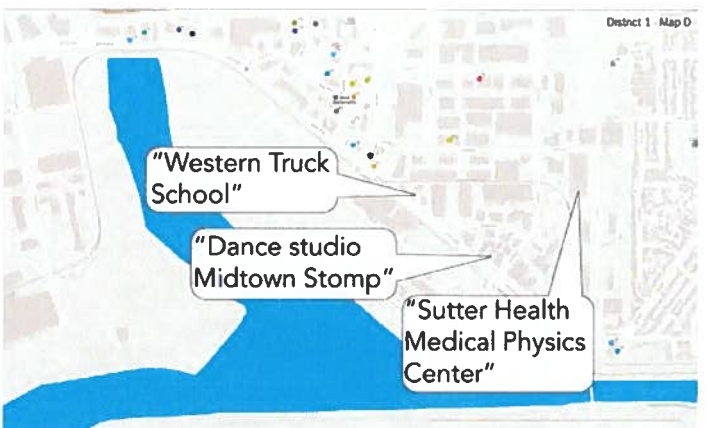 District 1 - Map D
"Western Truck
School"
"Dance studio
Midtown Stomp"
"Sutter Health
Medical Physics
Center"